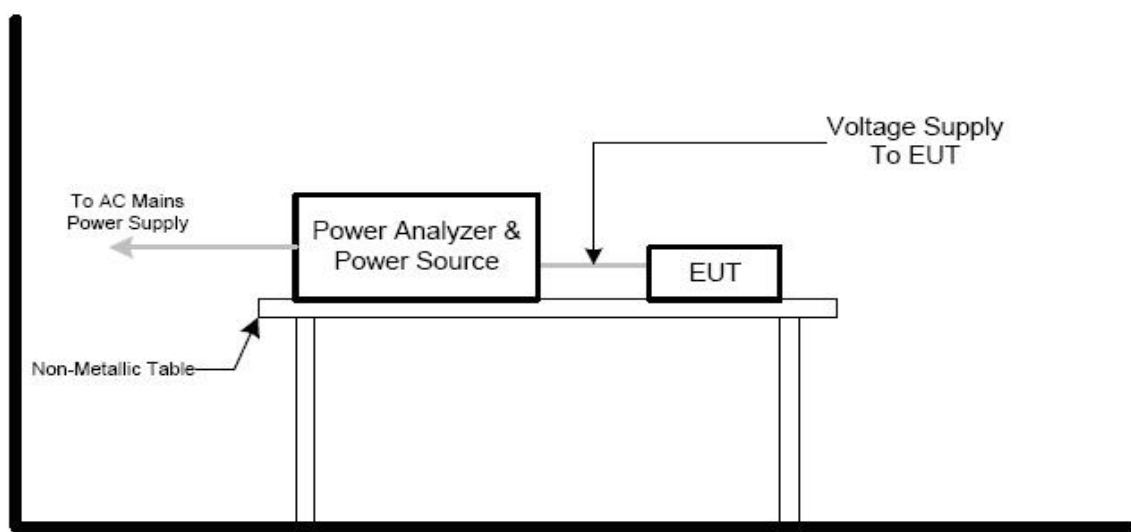 Voltage Supply
To EUT
To AC Mains
Power Supply
Power Analyzer &
Power Source
EUT
Non-Metallic Table